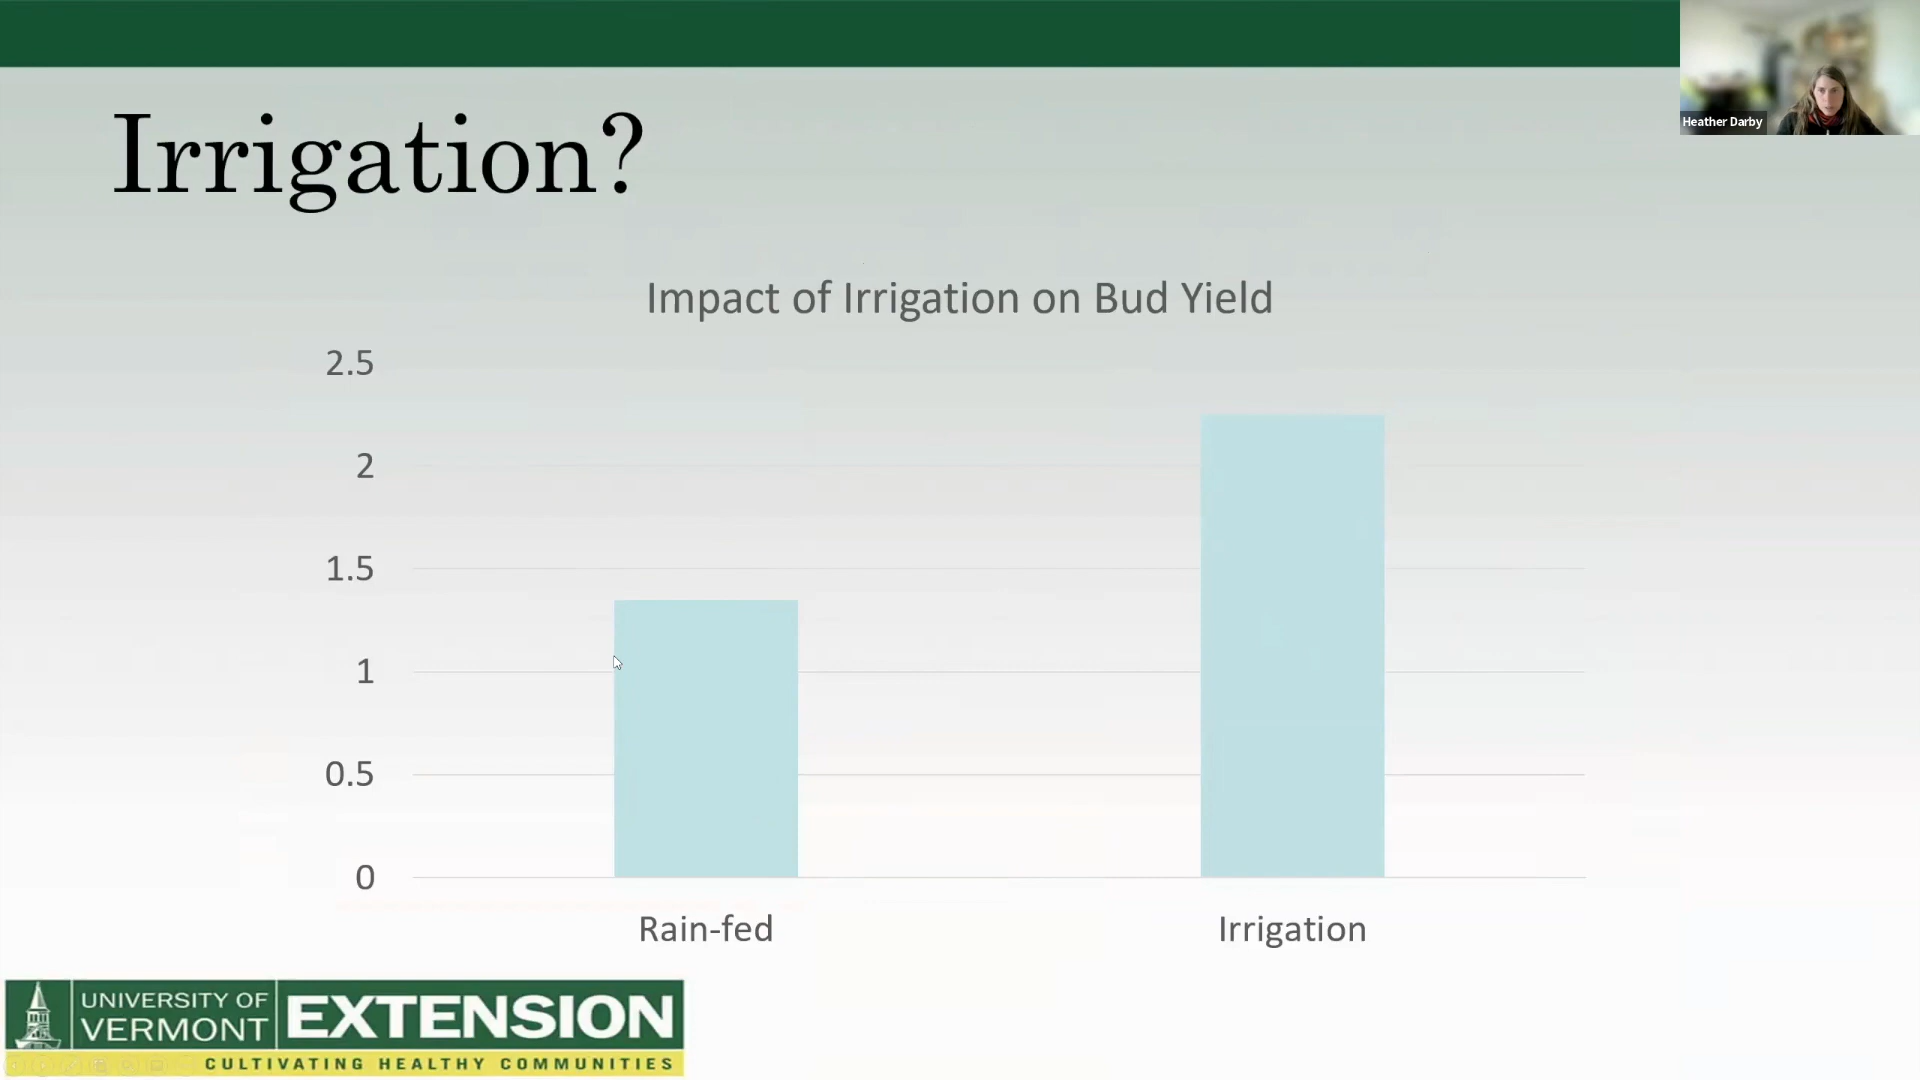 Heather Darby
Irrigation?
Impact of Irrigation on Bud Yield
2.5
2
1.5
1
0.5
0
Rain-fed
Irrigation
UNIVERSITY OF
VERMONT
EXTENSION
CULTIVATING HEALTHY COMMUNITIES